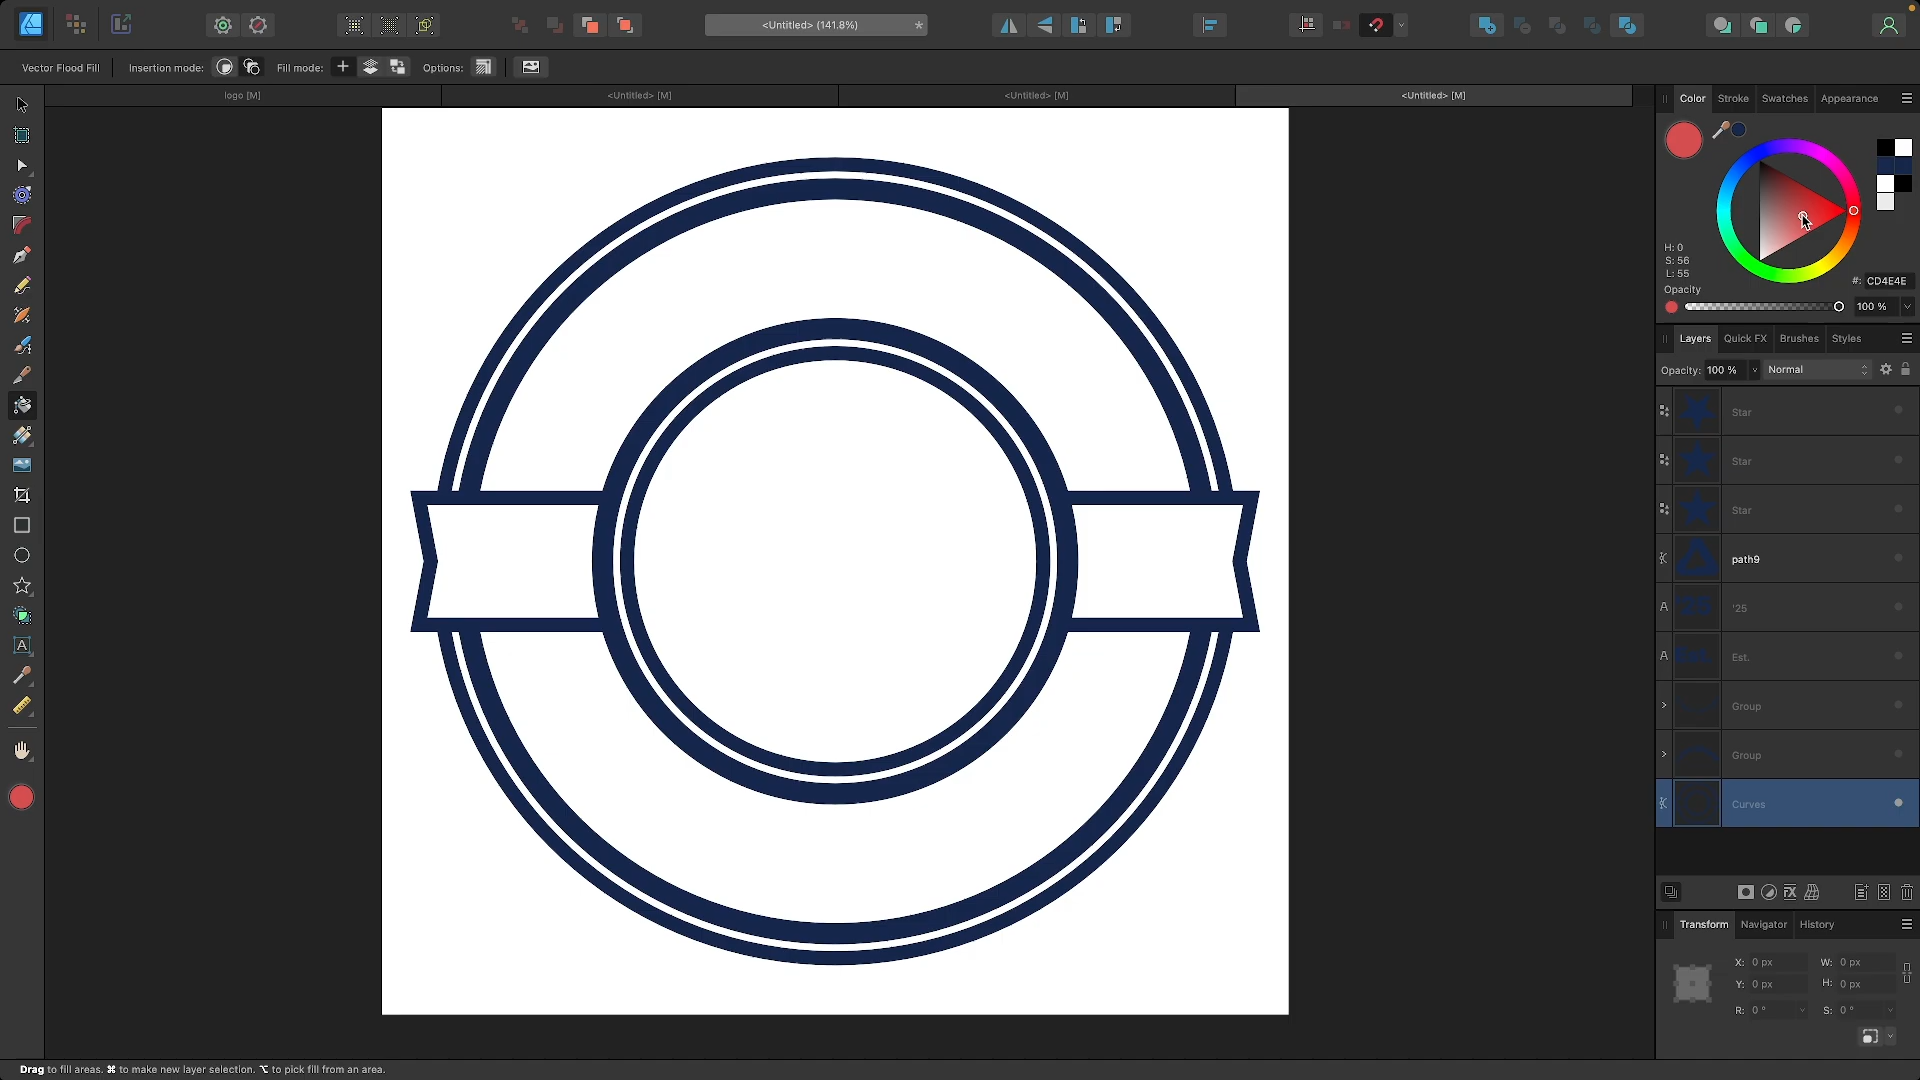 <Untitled> (141.8%)
*
Vector Flood Fill
Insertion mode:
Fill mode:
Options:
logo [M]
<Untitled> [M]
<Untitled> [M]
<Untitled> [M]
Color
Stroke
Swatches
Appearance
H: 0
S: 56
L: 55
#: CD4E4E
Opacity
100 %
Layers
Quick FX
Brushes
Styles
Opacity: 100 %
Normal
Star
Star
Star
path9
A '25
A Est.
Group
Group
Curves
Transform
Navigator
History
X: 0 px W: 0 px
Y: 0 px H: 0 px
R: 0 ° S: 0 °
Drag to fill areas. ⌘ to make new layer selection. ⌥ to pick fill from an area.